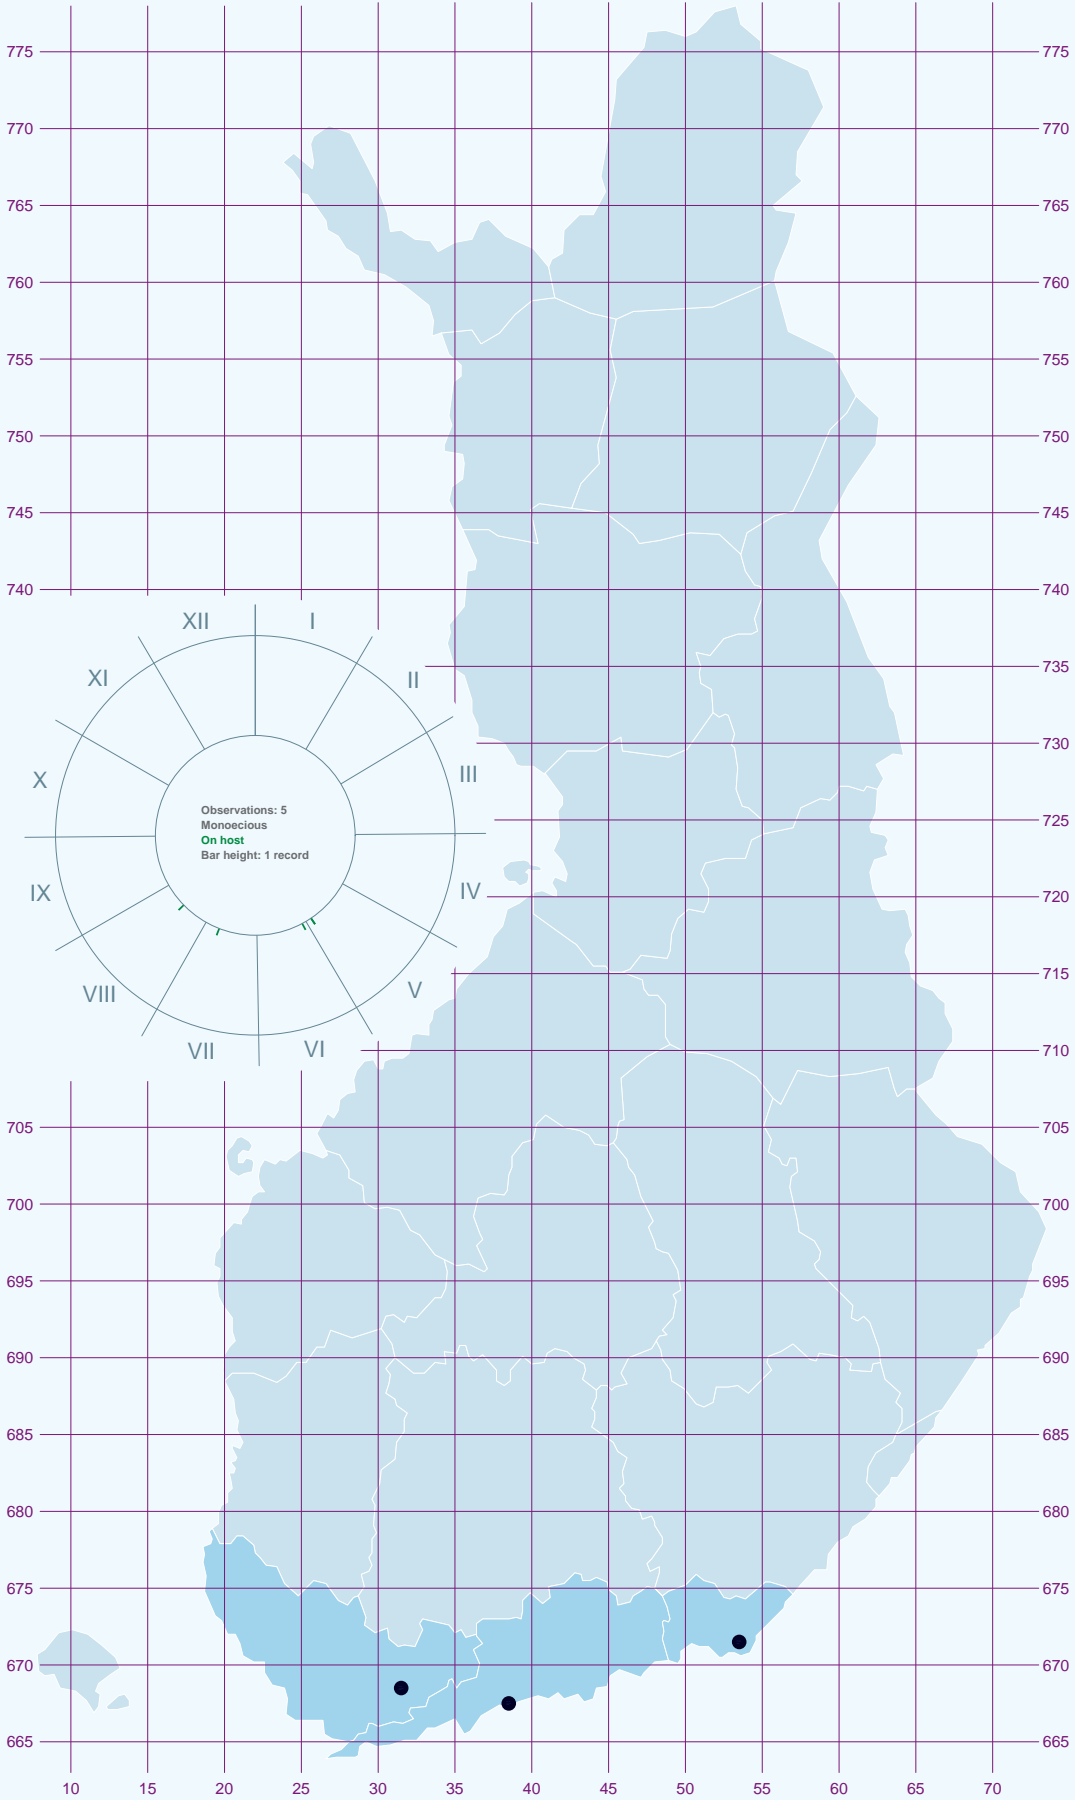 775 775
770 770
765 765
760 760
755 755
750 750
745 745
740 740
XII I
XI II
735
730
X III
Observations: 5
Monoecious
On host
Bar height: 1 record
725
IX IV
720
VIII V
715
VII VI
710
705 705
700 700
695 695
690 690
685 685
680 680
675 675
670 670
665 665
10 15 20 25 30 35 40 45 50 55 60 65 70